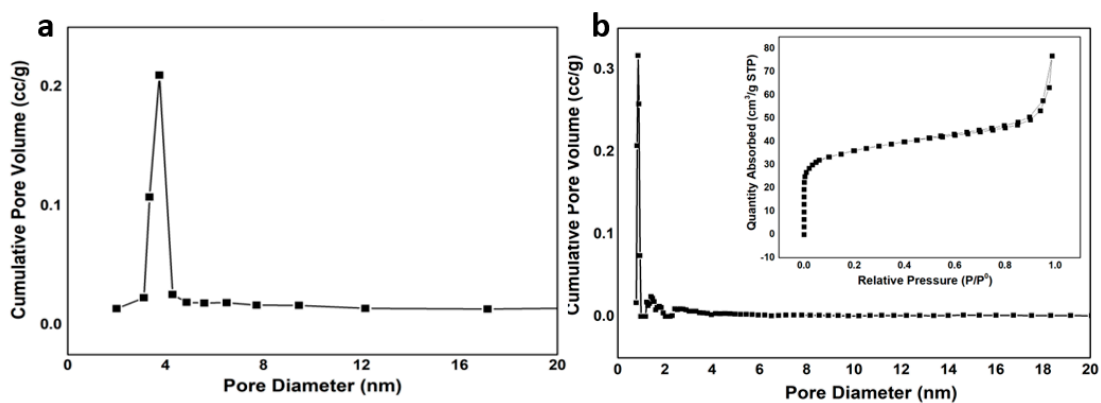 a
Cumulative Pore Volume (cc/g)
0.2
0.1
0.0
0 4 8 12 16 20
Pore Diameter (nm)
b
Cumulative Pore Volume (cc/g)
0.3
0.2
0.1
0.0
0 2 4 6 8 10 12 14 16 18 20
Pore Diameter (nm)
Quantity Absorbed (cm³/g STP)
80
70
60
50
40
30
20
10
0
-10
0.0 0.2 0.4 0.6 0.8 1.0
Relative Pressure (P/P⁰)